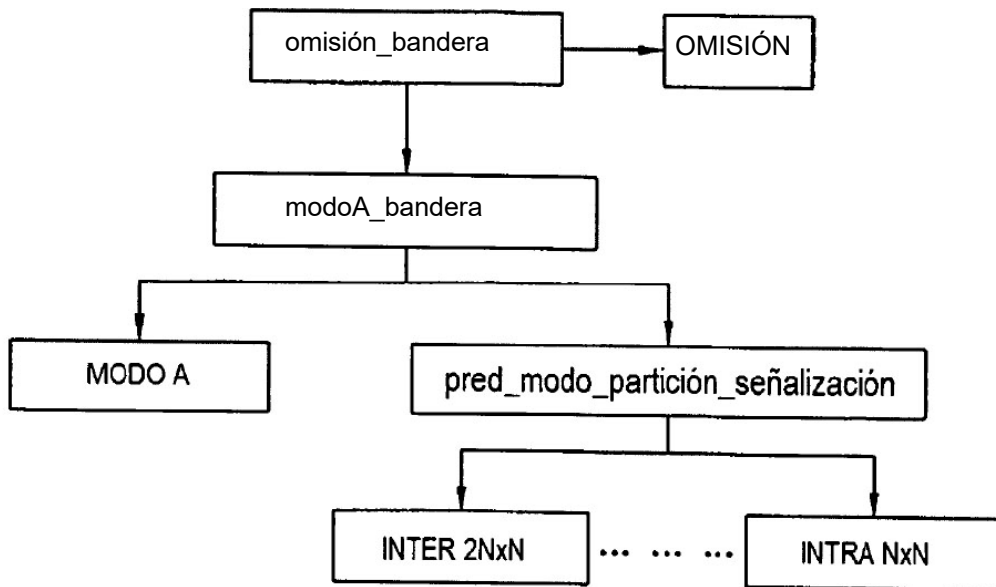 omisión_bandera
OMISIÓN
modoA_bandera
MODO A
pred_modo_partición_señalización
INTER 2NxN
... ... ...
INTRA NxN